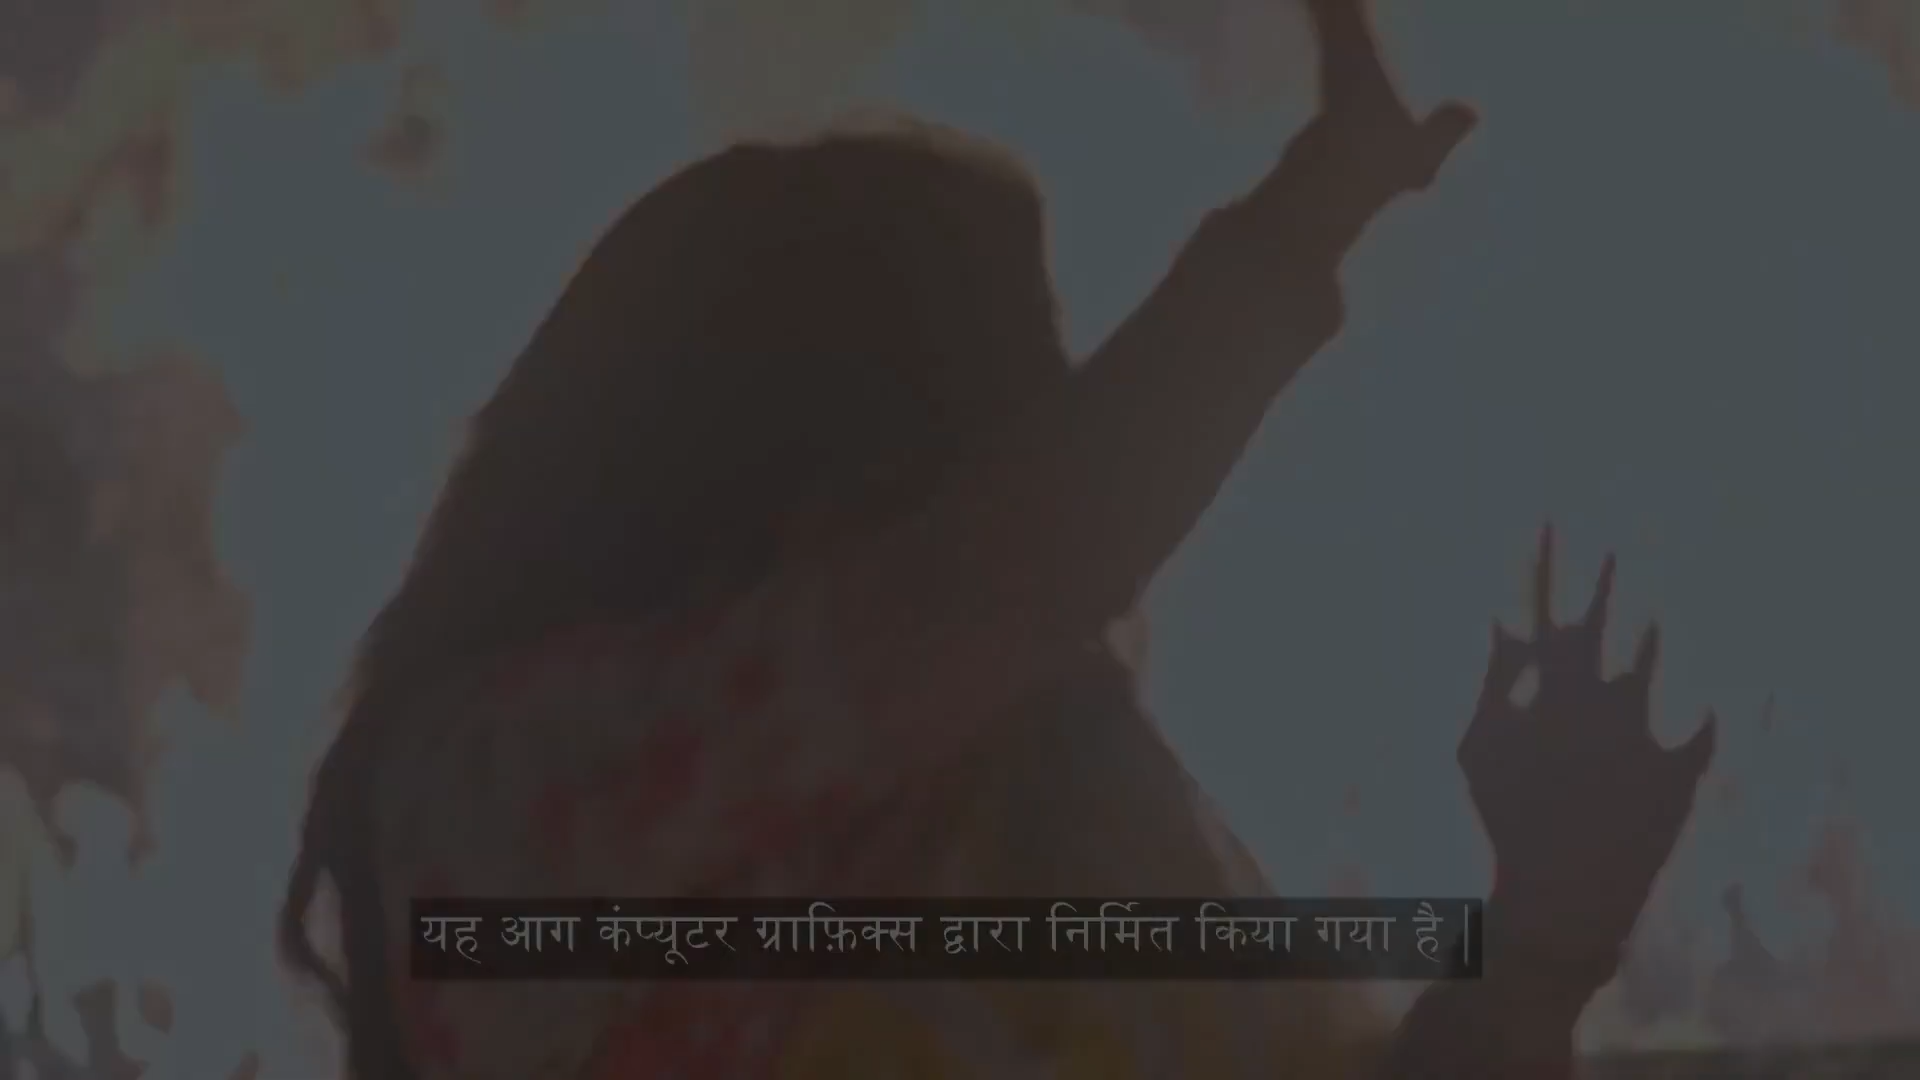 यह आग कंप्यूटर ग्राफ़िक्स द्वारा निर्मित किया गया है |